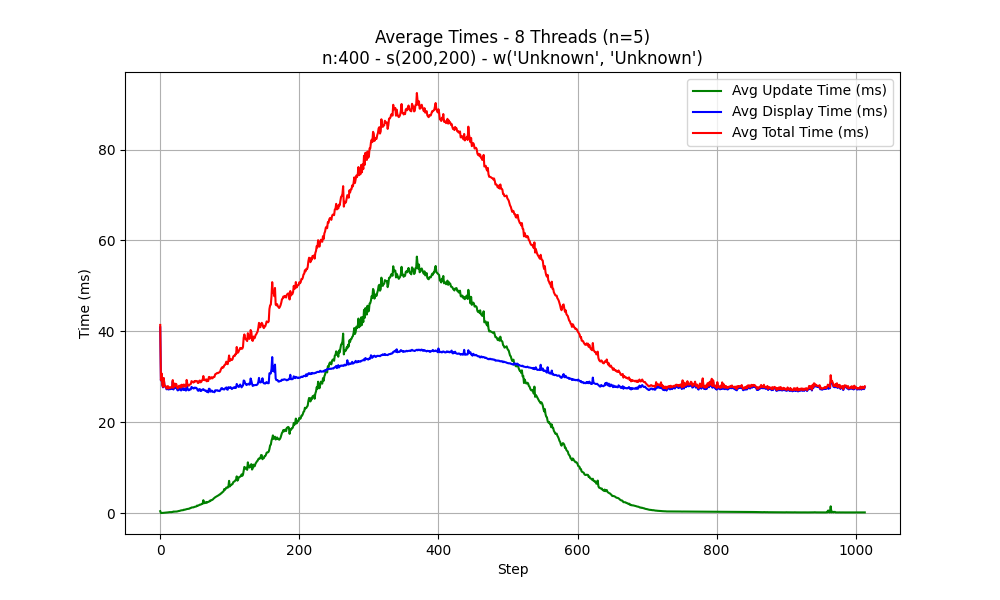 Average Times - 8 Threads (n=5)
n:400 - s(200,200) - w('Unknown', 'Unknown')
Avg Update Time (ms)
Avg Display Time (ms)
Avg Total Time (ms)
Time (ms)
80
60
40
20
0
0 200 400 600 800 1000
Step